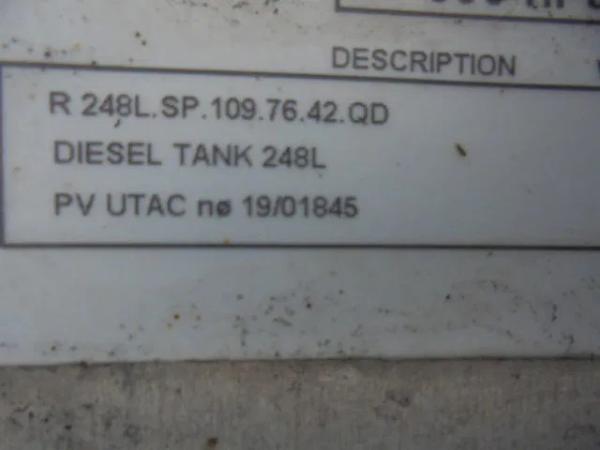 DESCRIPTION
R 248L.SP.109.76.42.QD
DIESEL TANK 248L
PV UTAC nø 19/01845